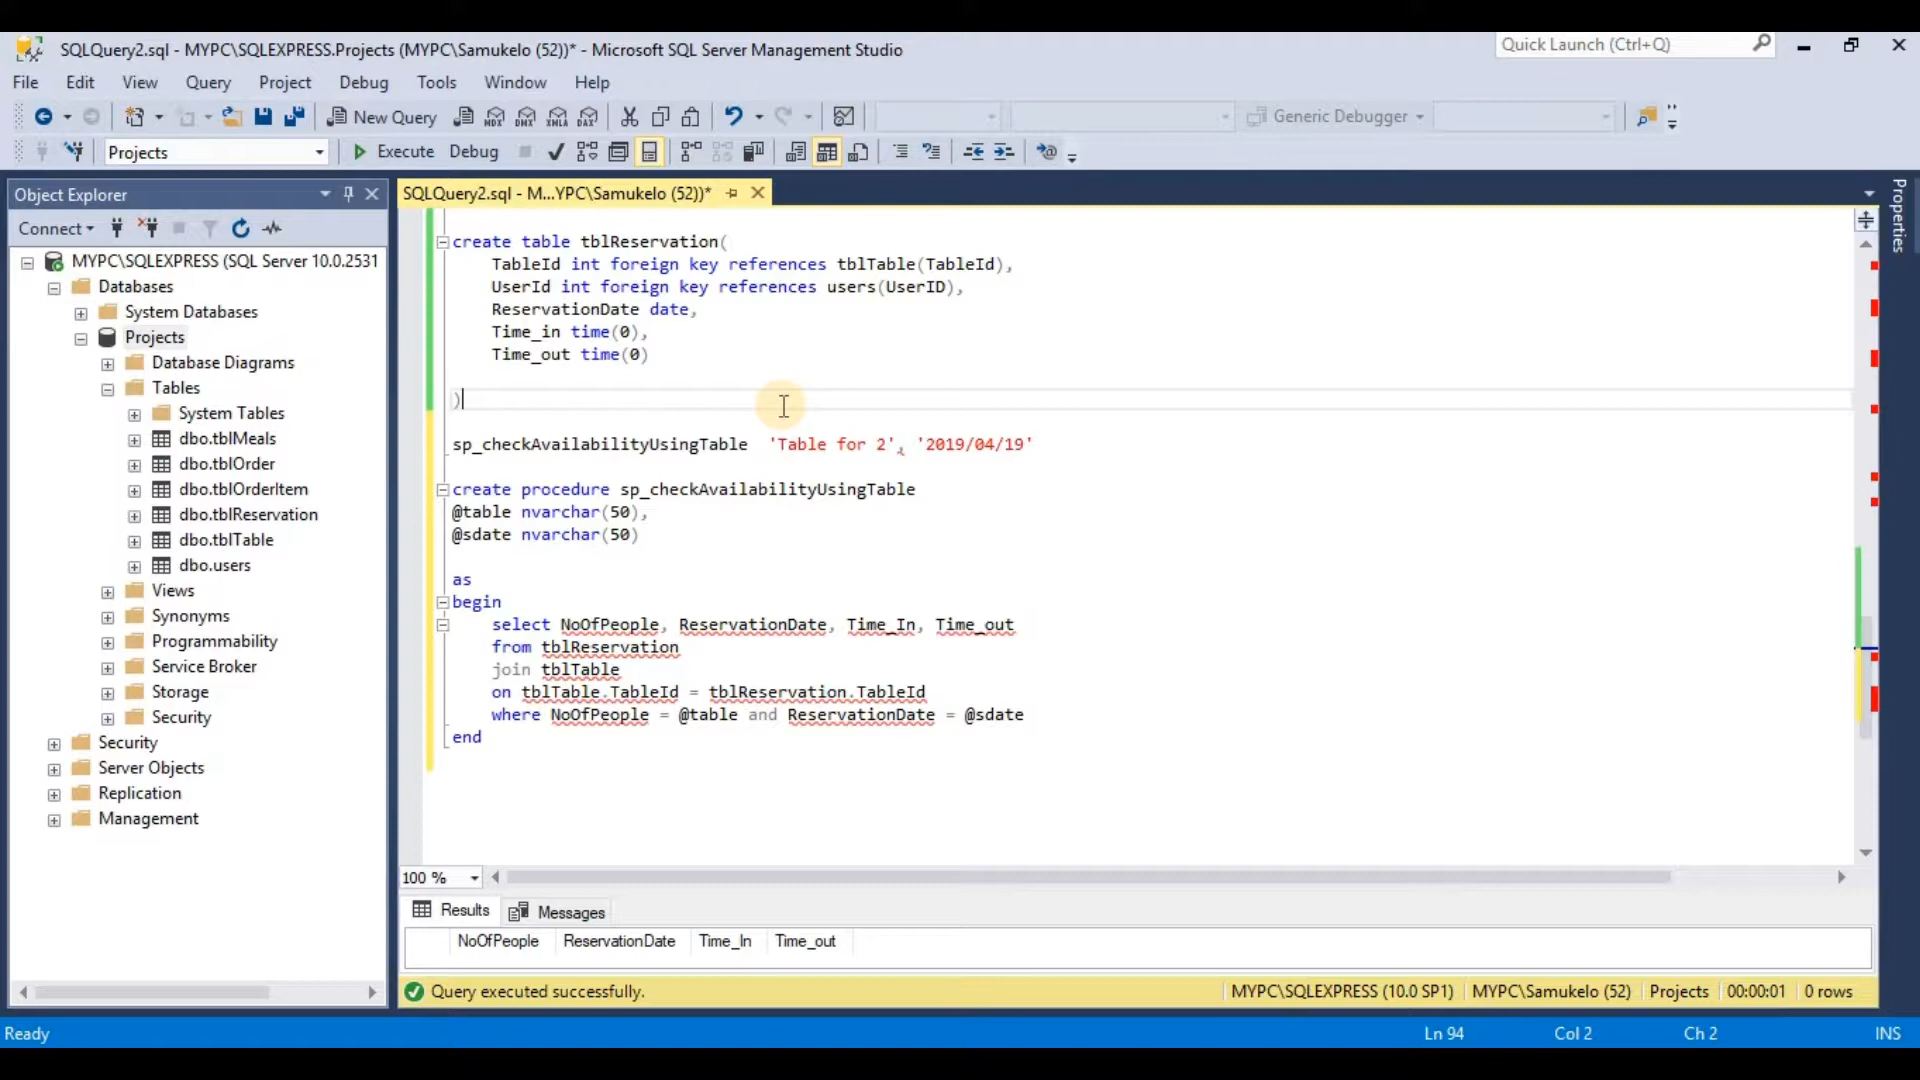 SQLQuery2.sql - MYPC\SQLEXPRESS.Projects (MYPC\Samukelo (52))* - Microsoft SQL Server Management Studio
Quick Launch (Ctrl+Q)
File Edit View Query Project Debug Tools Window Help
New Query
MDX DMX XMLA DAX
Generic Debugger
Projects
Execute Debug
Object Explorer
Connect
MYPC\SQLEXPRESS (SQL Server 10.0.2531
Databases
System Databases
Projects
Database Diagrams
Tables
System Tables
dbo.tblMeals
dbo.tblOrder
dbo.tblOrderItem
dbo.tblReservation
dbo.tblTable
dbo.users
Views
Synonyms
Programmability
Service Broker
Storage
Security
Security
Server Objects
Replication
Management
SQLQuery2.sql - M...YPC\Samukelo (52))*
Properties
create table tblReservation(
TableId int foreign key references tblTable(TableId),
UserId int foreign key references users(UserID),
ReservationDate date,
Time_in time(0),
Time_out time(0)
)
sp_checkAvailabilityUsingTable 'Table for 2', '2019/04/19'
create procedure sp_checkAvailabilityUsingTable
@table nvarchar(50),
@sdate nvarchar(50)
as
begin
select NoOfPeople, ReservationDate, Time_In, Time_out
from tblReservation
join tblTable
on tblTable.TableId = tblReservation.TableId
where NoOfPeople = @table and ReservationDate = @sdate
end
100 %
Results Messages
NoOfPeople ReservationDate Time_In Time_out
Query executed successfully.
MYPC\SQLEXPRESS (10.0 SP1) MYPC\Samukelo (52) Projects 00:00:01 0 rows
Ready
Ln 94 Col 2 Ch 2 INS